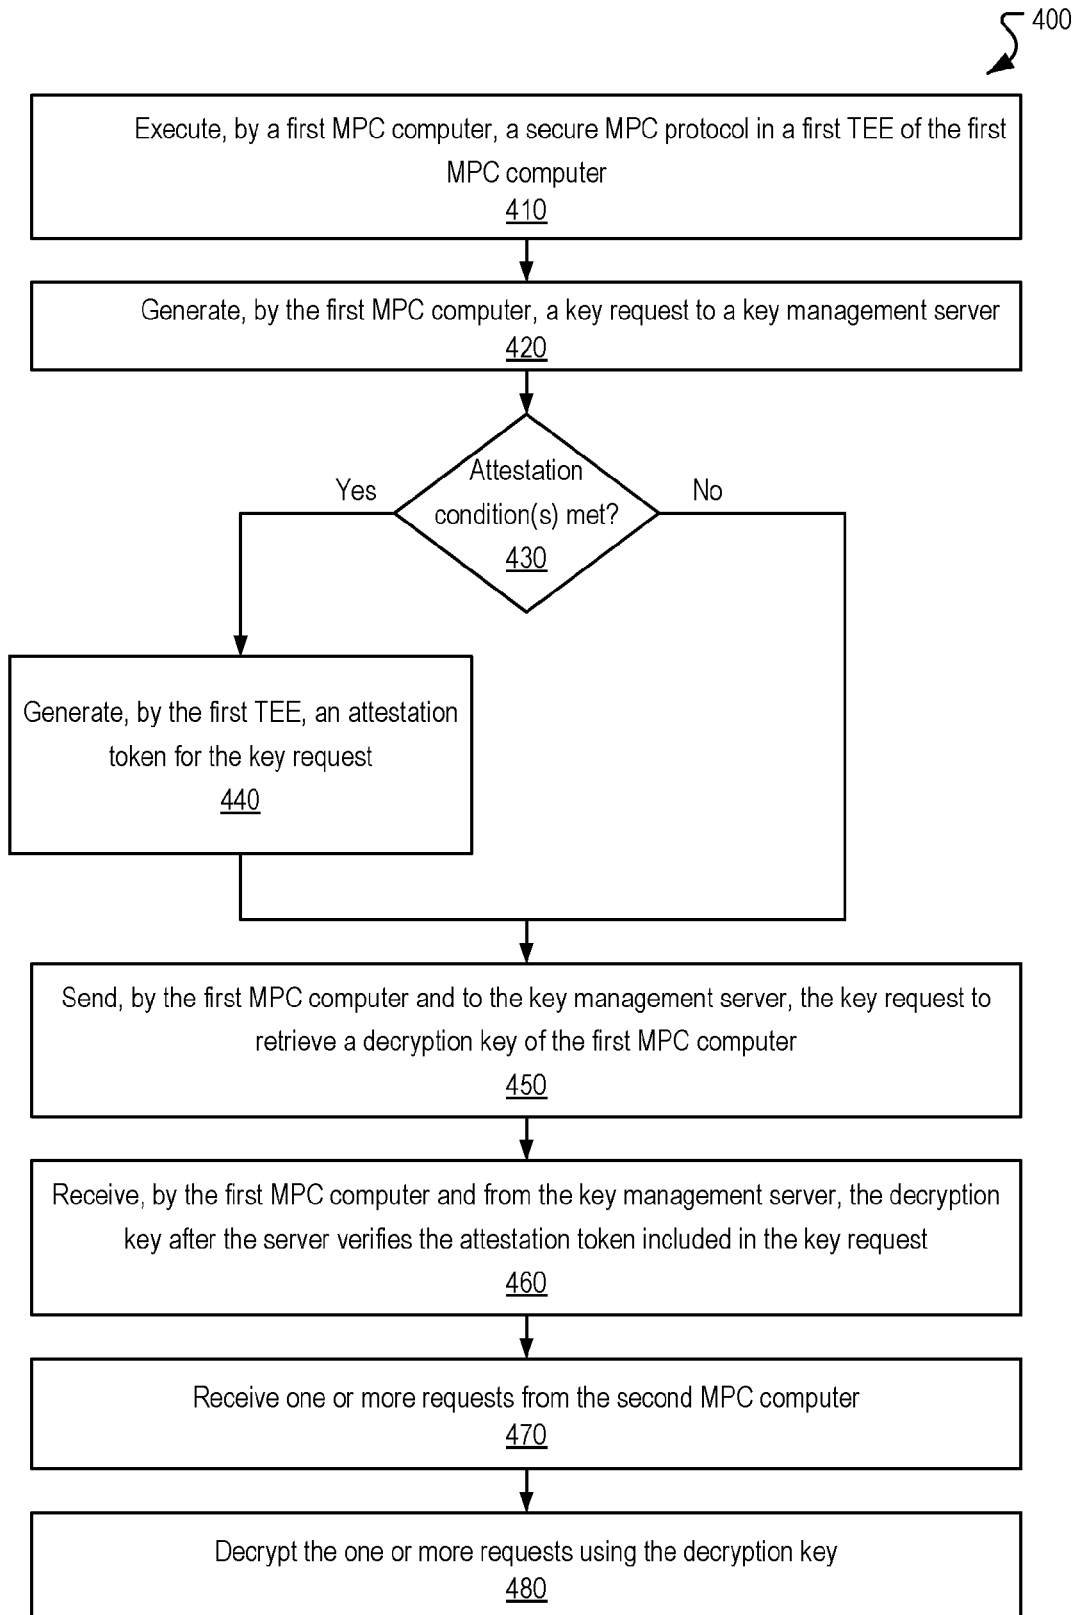 400
Execute, by a first MPC computer, a secure MPC protocol in a first TEE of the first
MPC computer
410
Generate, by the first MPC computer, a key request to a key management server
420
Attestation
condition(s) met?
430
Yes
No
Generate, by the first TEE, an attestation
token for the key request
440
Send, by the first MPC computer and to the key management server, the key request to
retrieve a decryption key of the first MPC computer
450
Receive, by the first MPC computer and from the key management server, the decryption
key after the server verifies the attestation token included in the key request
460
Receive one or more requests from the second MPC computer
470
Decrypt the one or more requests using the decryption key
480